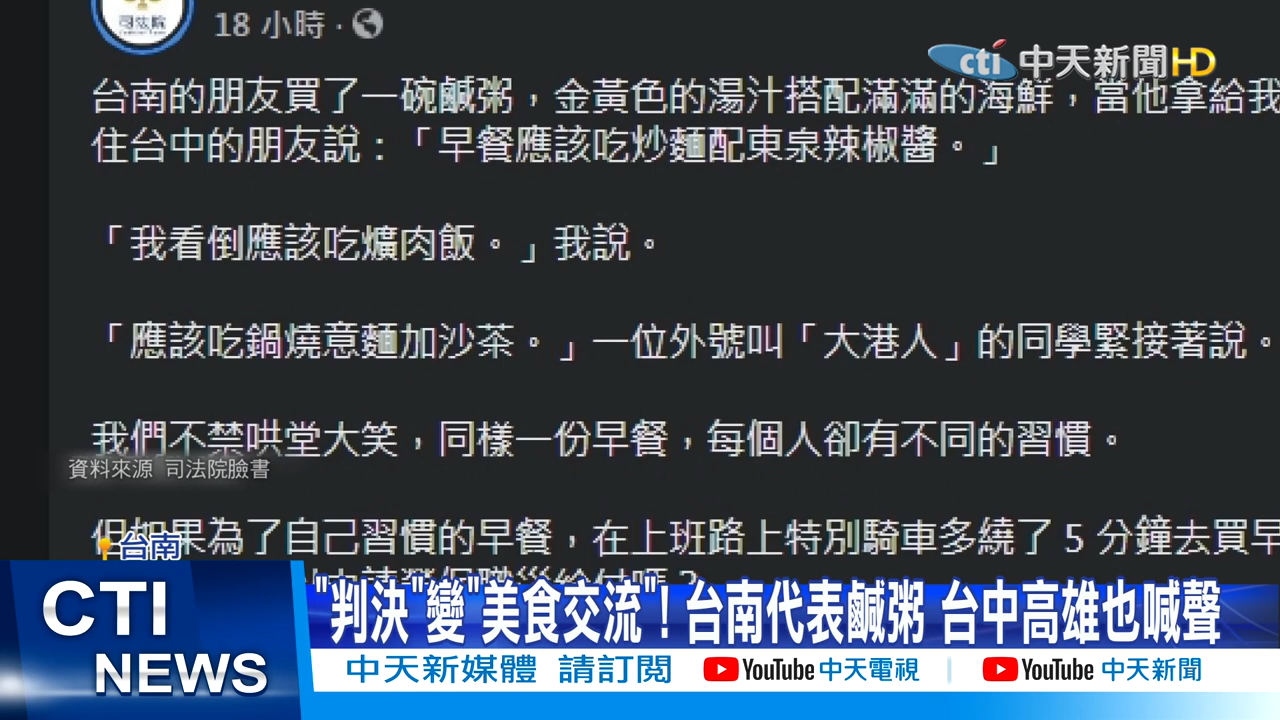 司法院
18 小時 ·
cti 中天新聞HD
台南的朋友買了一碗鹹粥，金黃色的湯汁搭配滿滿的海鮮，當他拿給我
住台中的朋友說：「早餐應該吃炒麵配東泉辣椒醬。」
「我看倒應該吃爌肉飯。」我說。
「應該吃鍋燒意麵加沙茶。」一位外號叫「大港人」的同學緊接著說。
我們不禁哄堂大笑，同樣一份早餐，每個人卻有不同的習慣。
資料來源 司法院臉書
但如果為了自己習慣的早餐，在上班路上特別騎車多繞了 5 分鐘去買早
台南
CTI
NEWS
"判決"變"美食交流"！台南代表鹹粥 台中高雄也喊聲
中天新媒體 請訂閱 YouTube 中天電視 YouTube 中天新聞